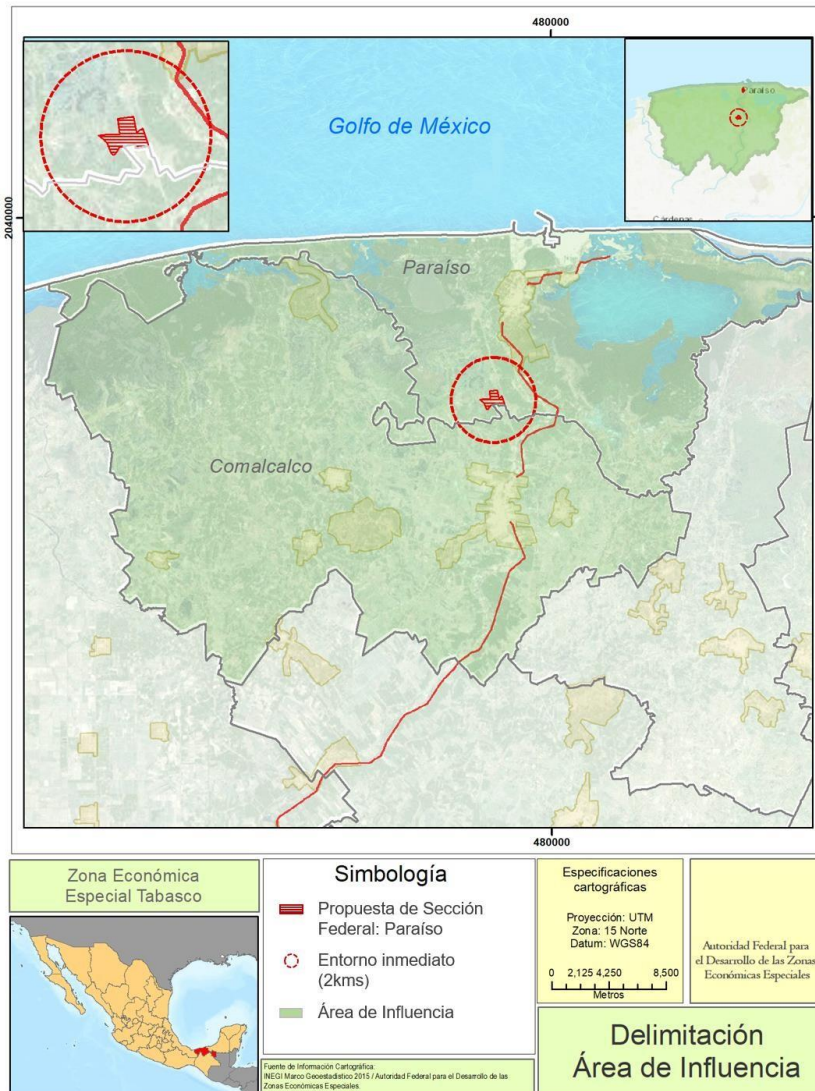 480000
Golfo de México
Paraíso
Cárdenas
2040000
2040000
Paraíso
Comalcalco
480000
Zona Económica
Especial Tabasco
Simbología
Propuesta de Sección
Federal: Paraíso
Entorno inmediato
(2kms)
Área de Influencia
Fuente de Información Cartográfica:
INEGI Marco Geoestadístico 2015 / Autoridad Federal para el Desarrollo de las
Zonas Económicas Especiales.
Especificaciones
cartográficas
Proyección: UTM
Zona: 15 Norte
Datum: WGS84
0 2,125 4,250 8,500
Metros
Autoridad Federal para
el Desarrollo de las Zonas
Económicas Especiales
Delimitación
Área de Influencia